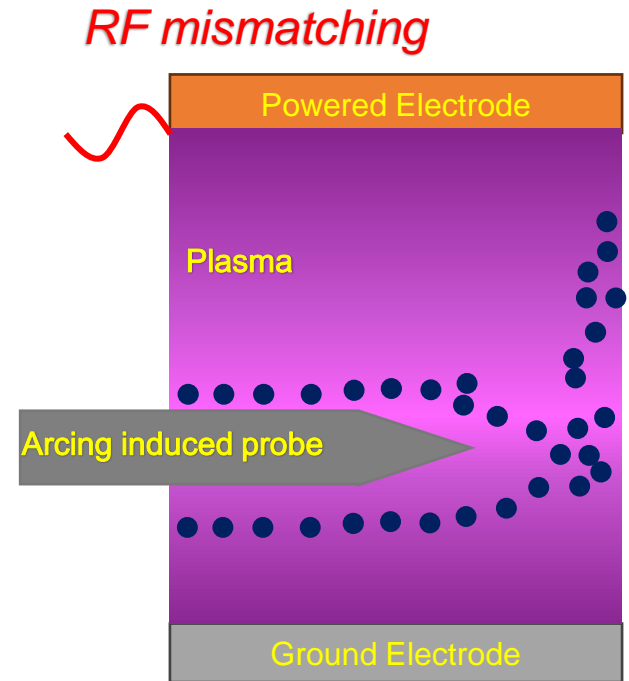 RF mismatching
Powered Electrode
Plasma
Arcing induced probe
Ground Electrode